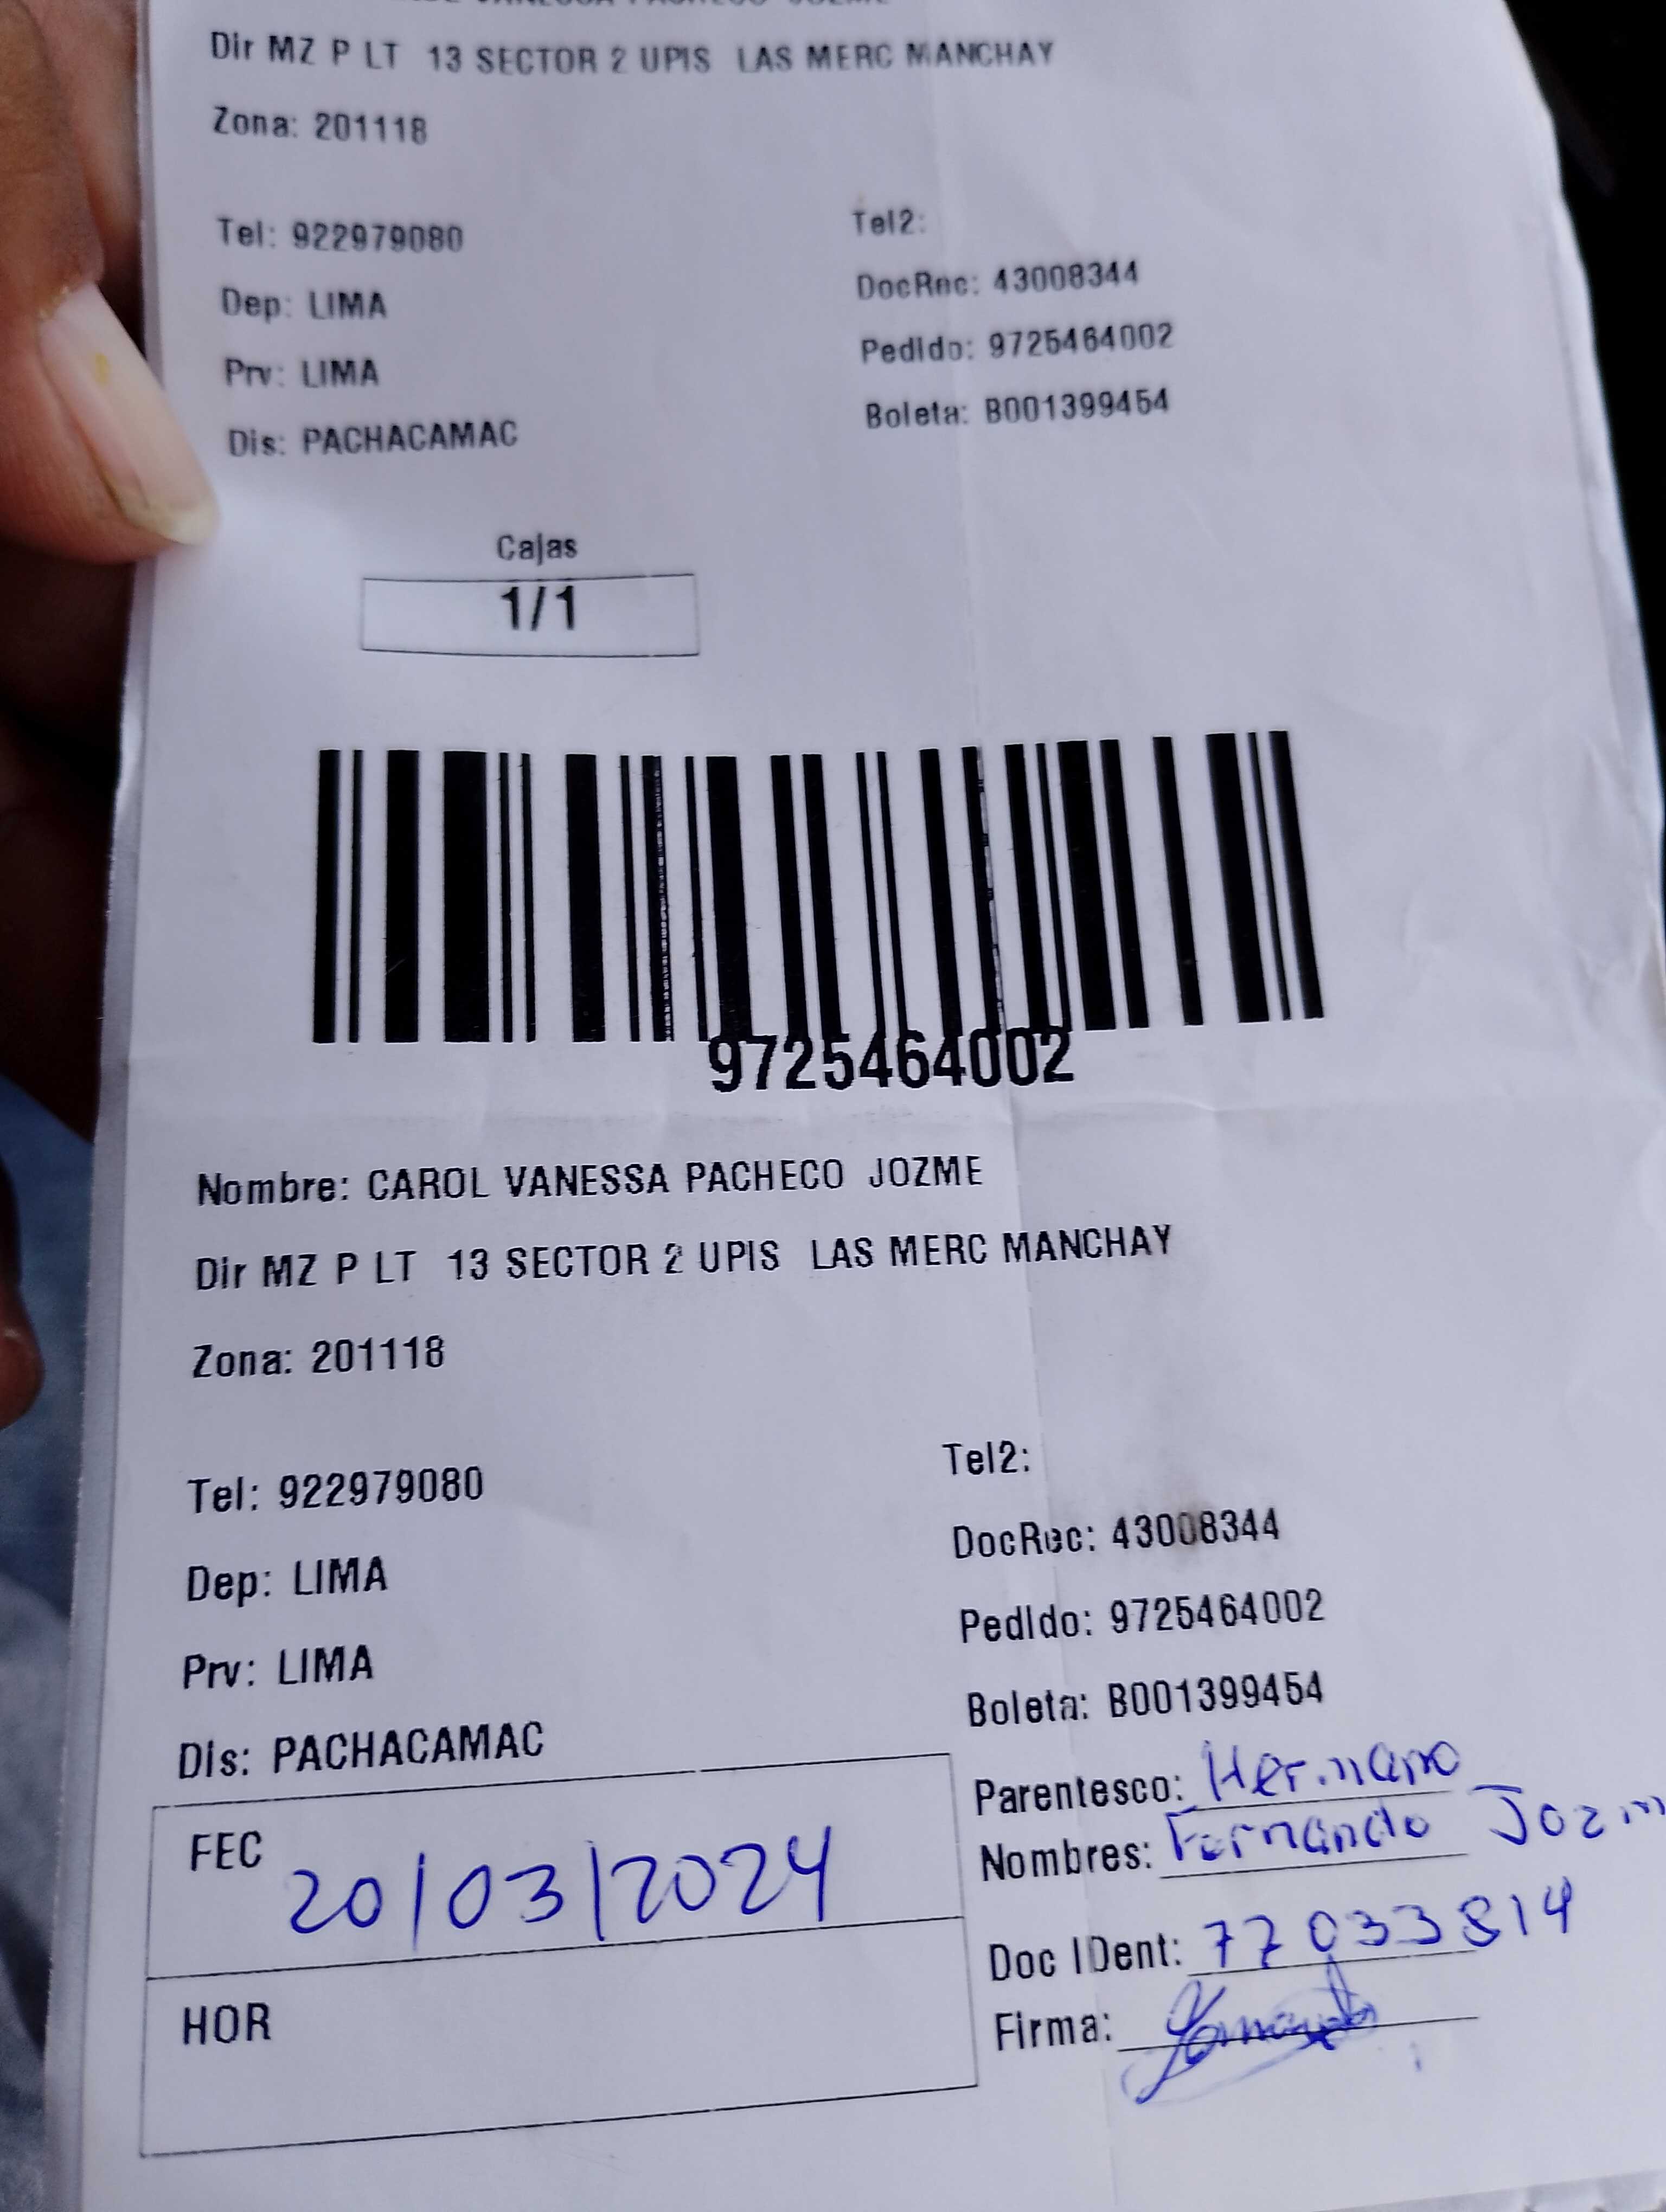 VANESSA PACHECO JOZME
Dir MZ P LT 13 SECTOR 2 UPIS LAS MERC MANCHAY
Zona: 201118
Tel: 922979080
Tel2:
Dep: LIMA
DocRec: 43008344
Prv: LIMA
Pedido: 9725464002
Dis: PACHACAMAC
Boleta: B001399454
Cajas
1/1
9725464002
Nombre: CAROL VANESSA PACHECO JOZME
Dir MZ P LT 13 SECTOR 2 UPIS LAS MERC MANCHAY
Zona: 201118
Tel: 922979080
Tel2:
Dep: LIMA
DocRec: 43008344
Prv: LIMA
Pedido: 9725464002
Dis: PACHACAMAC
Boleta: B001399454
Parentesco: Hermano
FEC 20/03/2024
Nombres: Fernando
Doc IDent: 77033814
HOR
Firma: